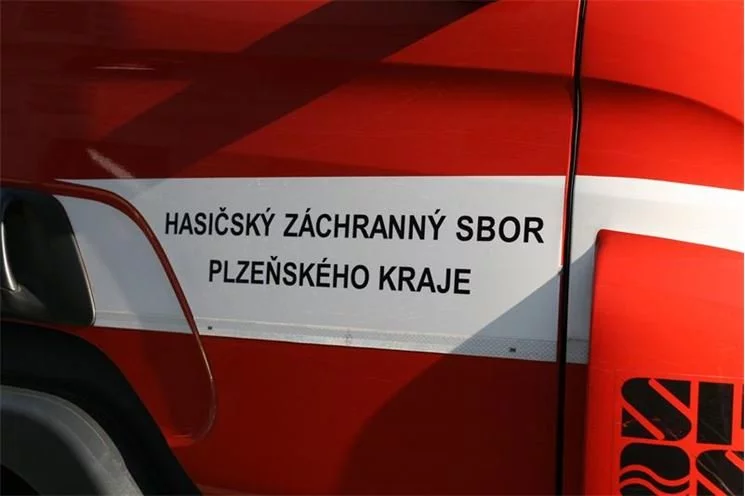 HASIČSKÝ ZÁCHRANNÝ SBOR
PLZEŇSKÉHO KRAJE